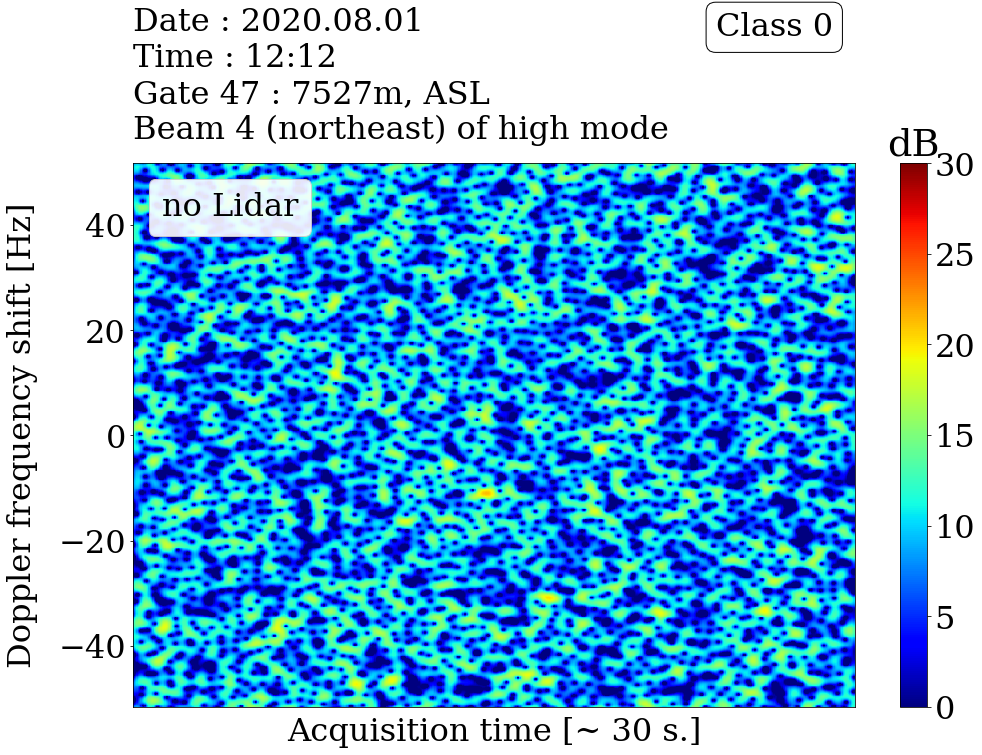 Date : 2020.08.01
Time : 12:12
Gate 47 : 7527m, ASL
Beam 4 (northeast) of high mode
Class 0
dB
no Lidar
Doppler frequency shift [Hz]
40
20
0
−20
−40
30
25
20
15
10
5
0
Acquisition time [~ 30 s.]